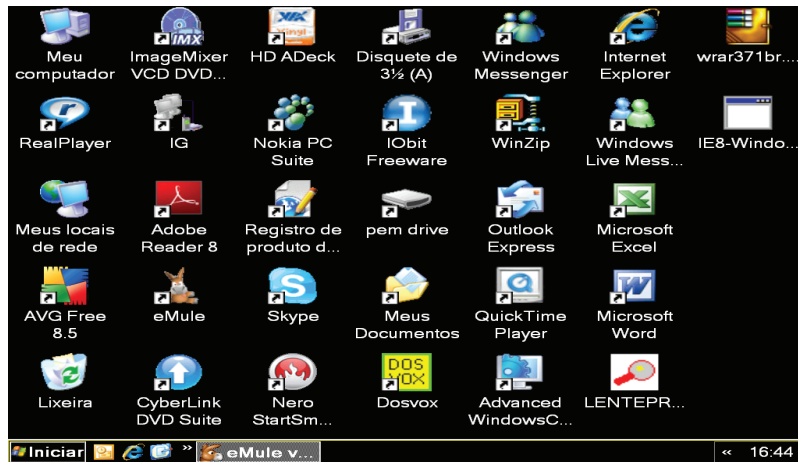 Meu computador
ImageMixer VCD DVD...
HD ADeck
Disquete de 3½ (A)
Windows Messenger
Internet Explorer
wrar371br....
RealPlayer
IG
Nokia PC Suite
IObit Freeware
WinZip
Windows Live Mess...
IE8-Windo...
Meus locais de rede
Adobe Reader 8
Registro de produto d...
pem drive
Outlook Express
Microsoft Excel
AVG Free 8.5
eMule
Skype
Meus Documentos
QuickTime Player
Microsoft Word
Lixeira
CyberLink DVD Suite
Nero StartSm...
DOS
VOX
Dosvox
Advanced WindowsC...
LENTEPR...
Iniciar
»
eMule v...
«
16:44